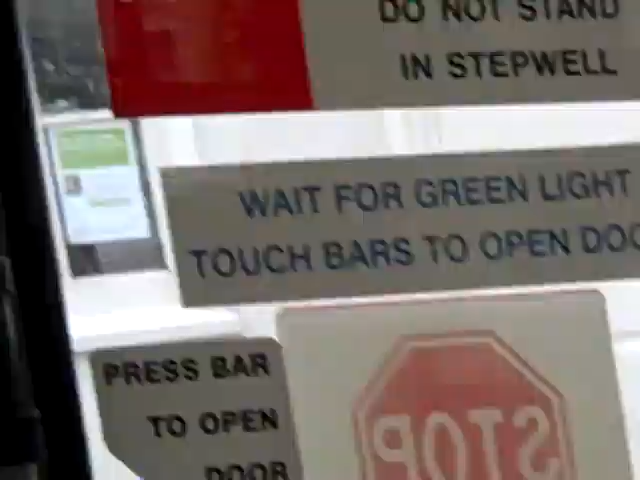 DO NOT STAND
IN STEPWELL
WAIT FOR GREEN LIGHT
TOUCH BARS TO OPEN DOO
PRESS BAR
TO OPEN
DOOR
STOP